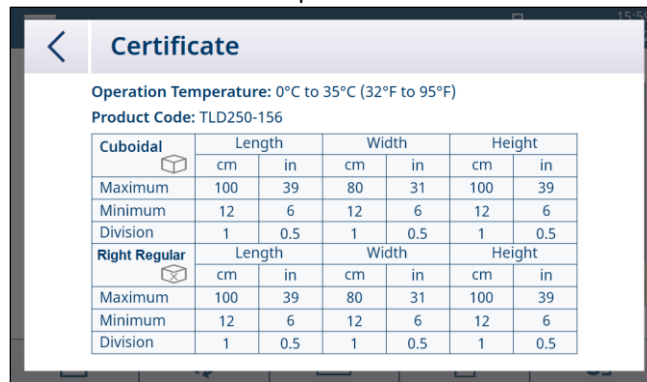 Certificate
Operation Temperature: 0°C to 35°C (32°F to 95°F)
Product Code: TLD250-156
Cuboidal Length Width Height
cm in cm in cm in
Maximum 100 39 80 31 100 39
Minimum 12 6 12 6 12 6
Division 1 0.5 1 0.5 1 0.5
Right Regular Length Width Height
cm in cm in cm in
Maximum 100 39 80 31 100 39
Minimum 12 6 12 6 12 6
Division 1 0.5 1 0.5 1 0.5